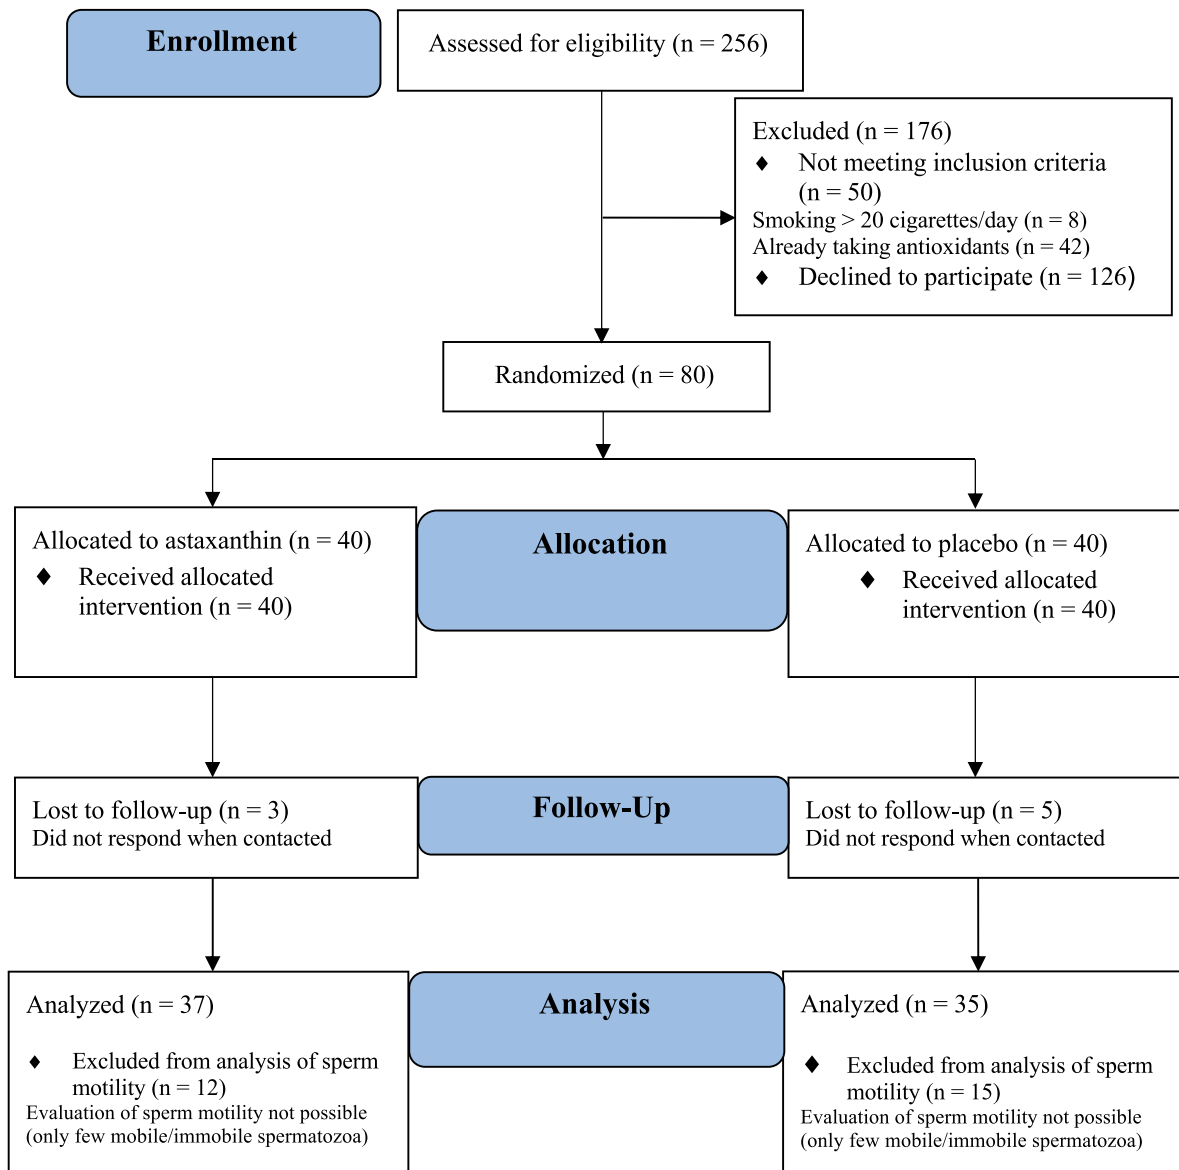 Enrollment
Assessed for eligibility (n = 256)
Excluded (n = 176)
♦ Not meeting inclusion criteria
(n = 50)
Smoking > 20 cigarettes/day (n = 8)
Already taking antioxidants (n = 42)
♦ Declined to participate (n = 126)
Randomized (n = 80)
Allocated to astaxanthin (n = 40)
♦ Received allocated
intervention (n = 40)
Allocation
Allocated to placebo (n = 40)
♦ Received allocated
intervention (n = 40)
Lost to follow-up (n = 3)
Did not respond when contacted
Follow-Up
Lost to follow-up (n = 5)
Did not respond when contacted
Analyzed (n = 37)
♦ Excluded from analysis of sperm
motility (n = 12)
Evaluation of sperm motility not possible
(only few mobile/immobile spermatozoa)
Analysis
Analyzed (n = 35)
♦ Excluded from analysis of sperm
motility (n = 15)
Evaluation of sperm motility not possible
(only few mobile/immobile spermatozoa)